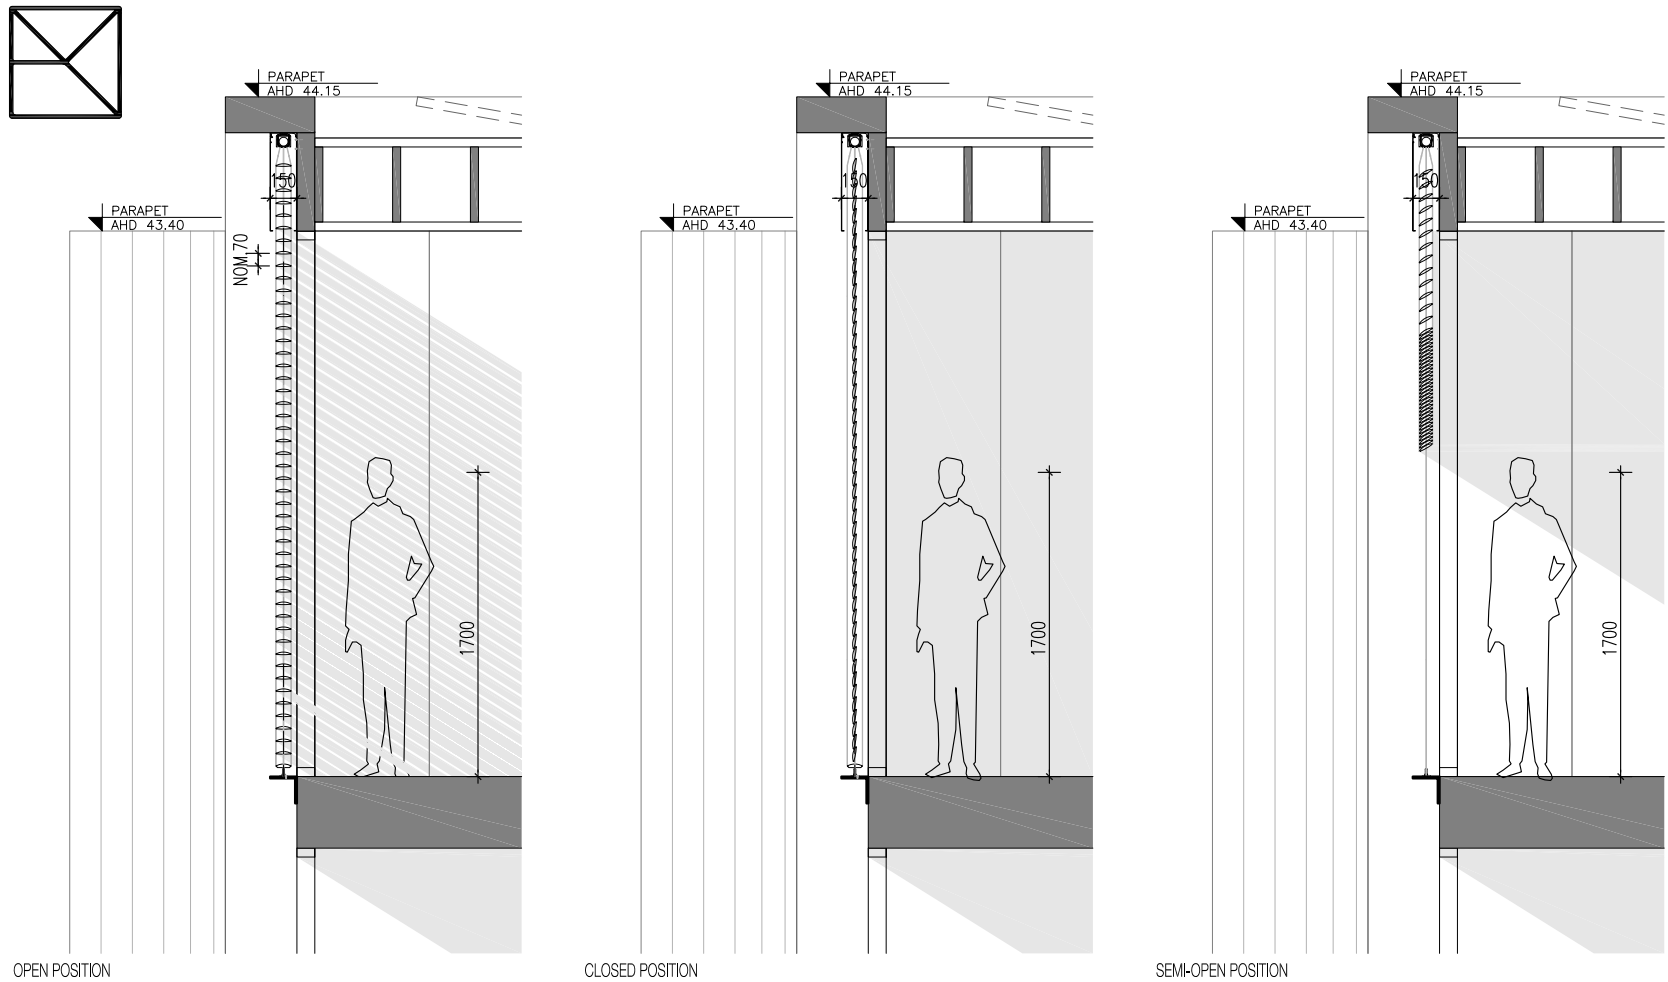 PARAPET
AHD 44.15
150
PARAPET
AHD 43.40
NOM.70
1700
OPEN POSITION
PARAPET
AHD 44.15
150
PARAPET
AHD 43.40
1700
CLOSED POSITION
PARAPET
AHD 44.15
150
PARAPET
AHD 43.40
1700
SEMI-OPEN POSITION